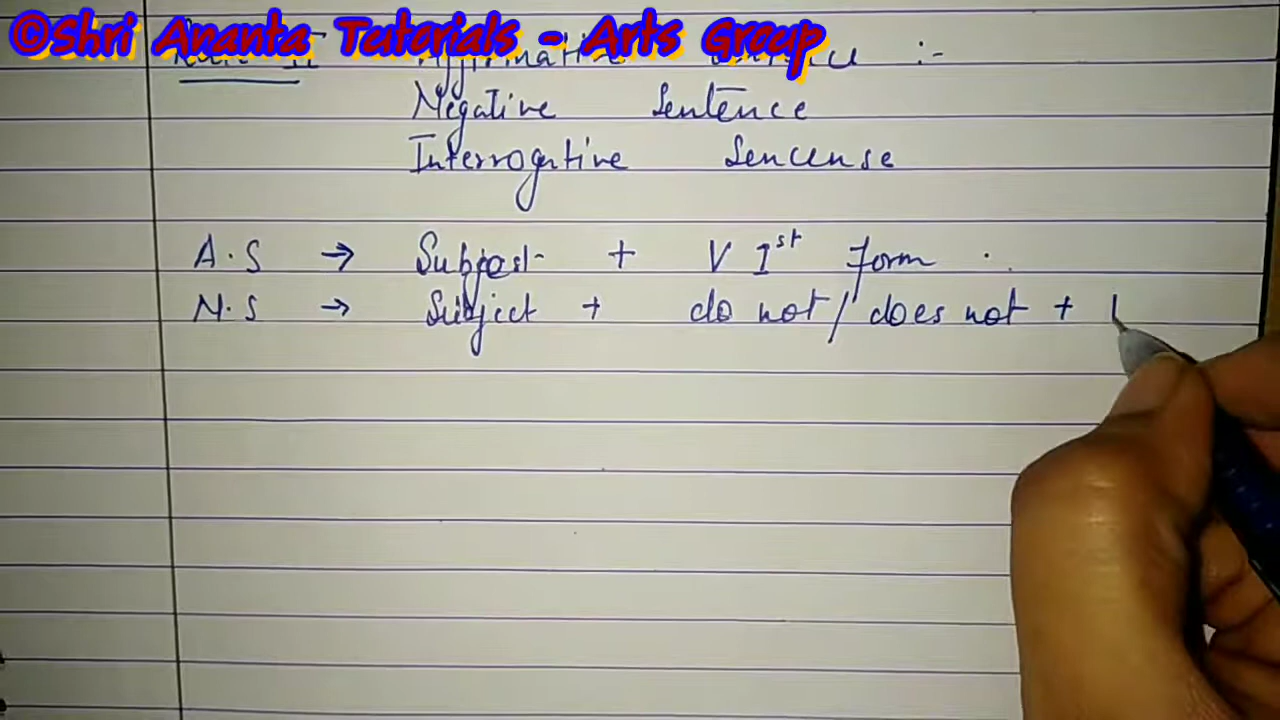 ©Shri Ananta Tutorials - Arts Group
Negative Sentence
Interrogative Sencense
A.S → Subject + V Ist Form .
N.S → Subject + do not / does not +